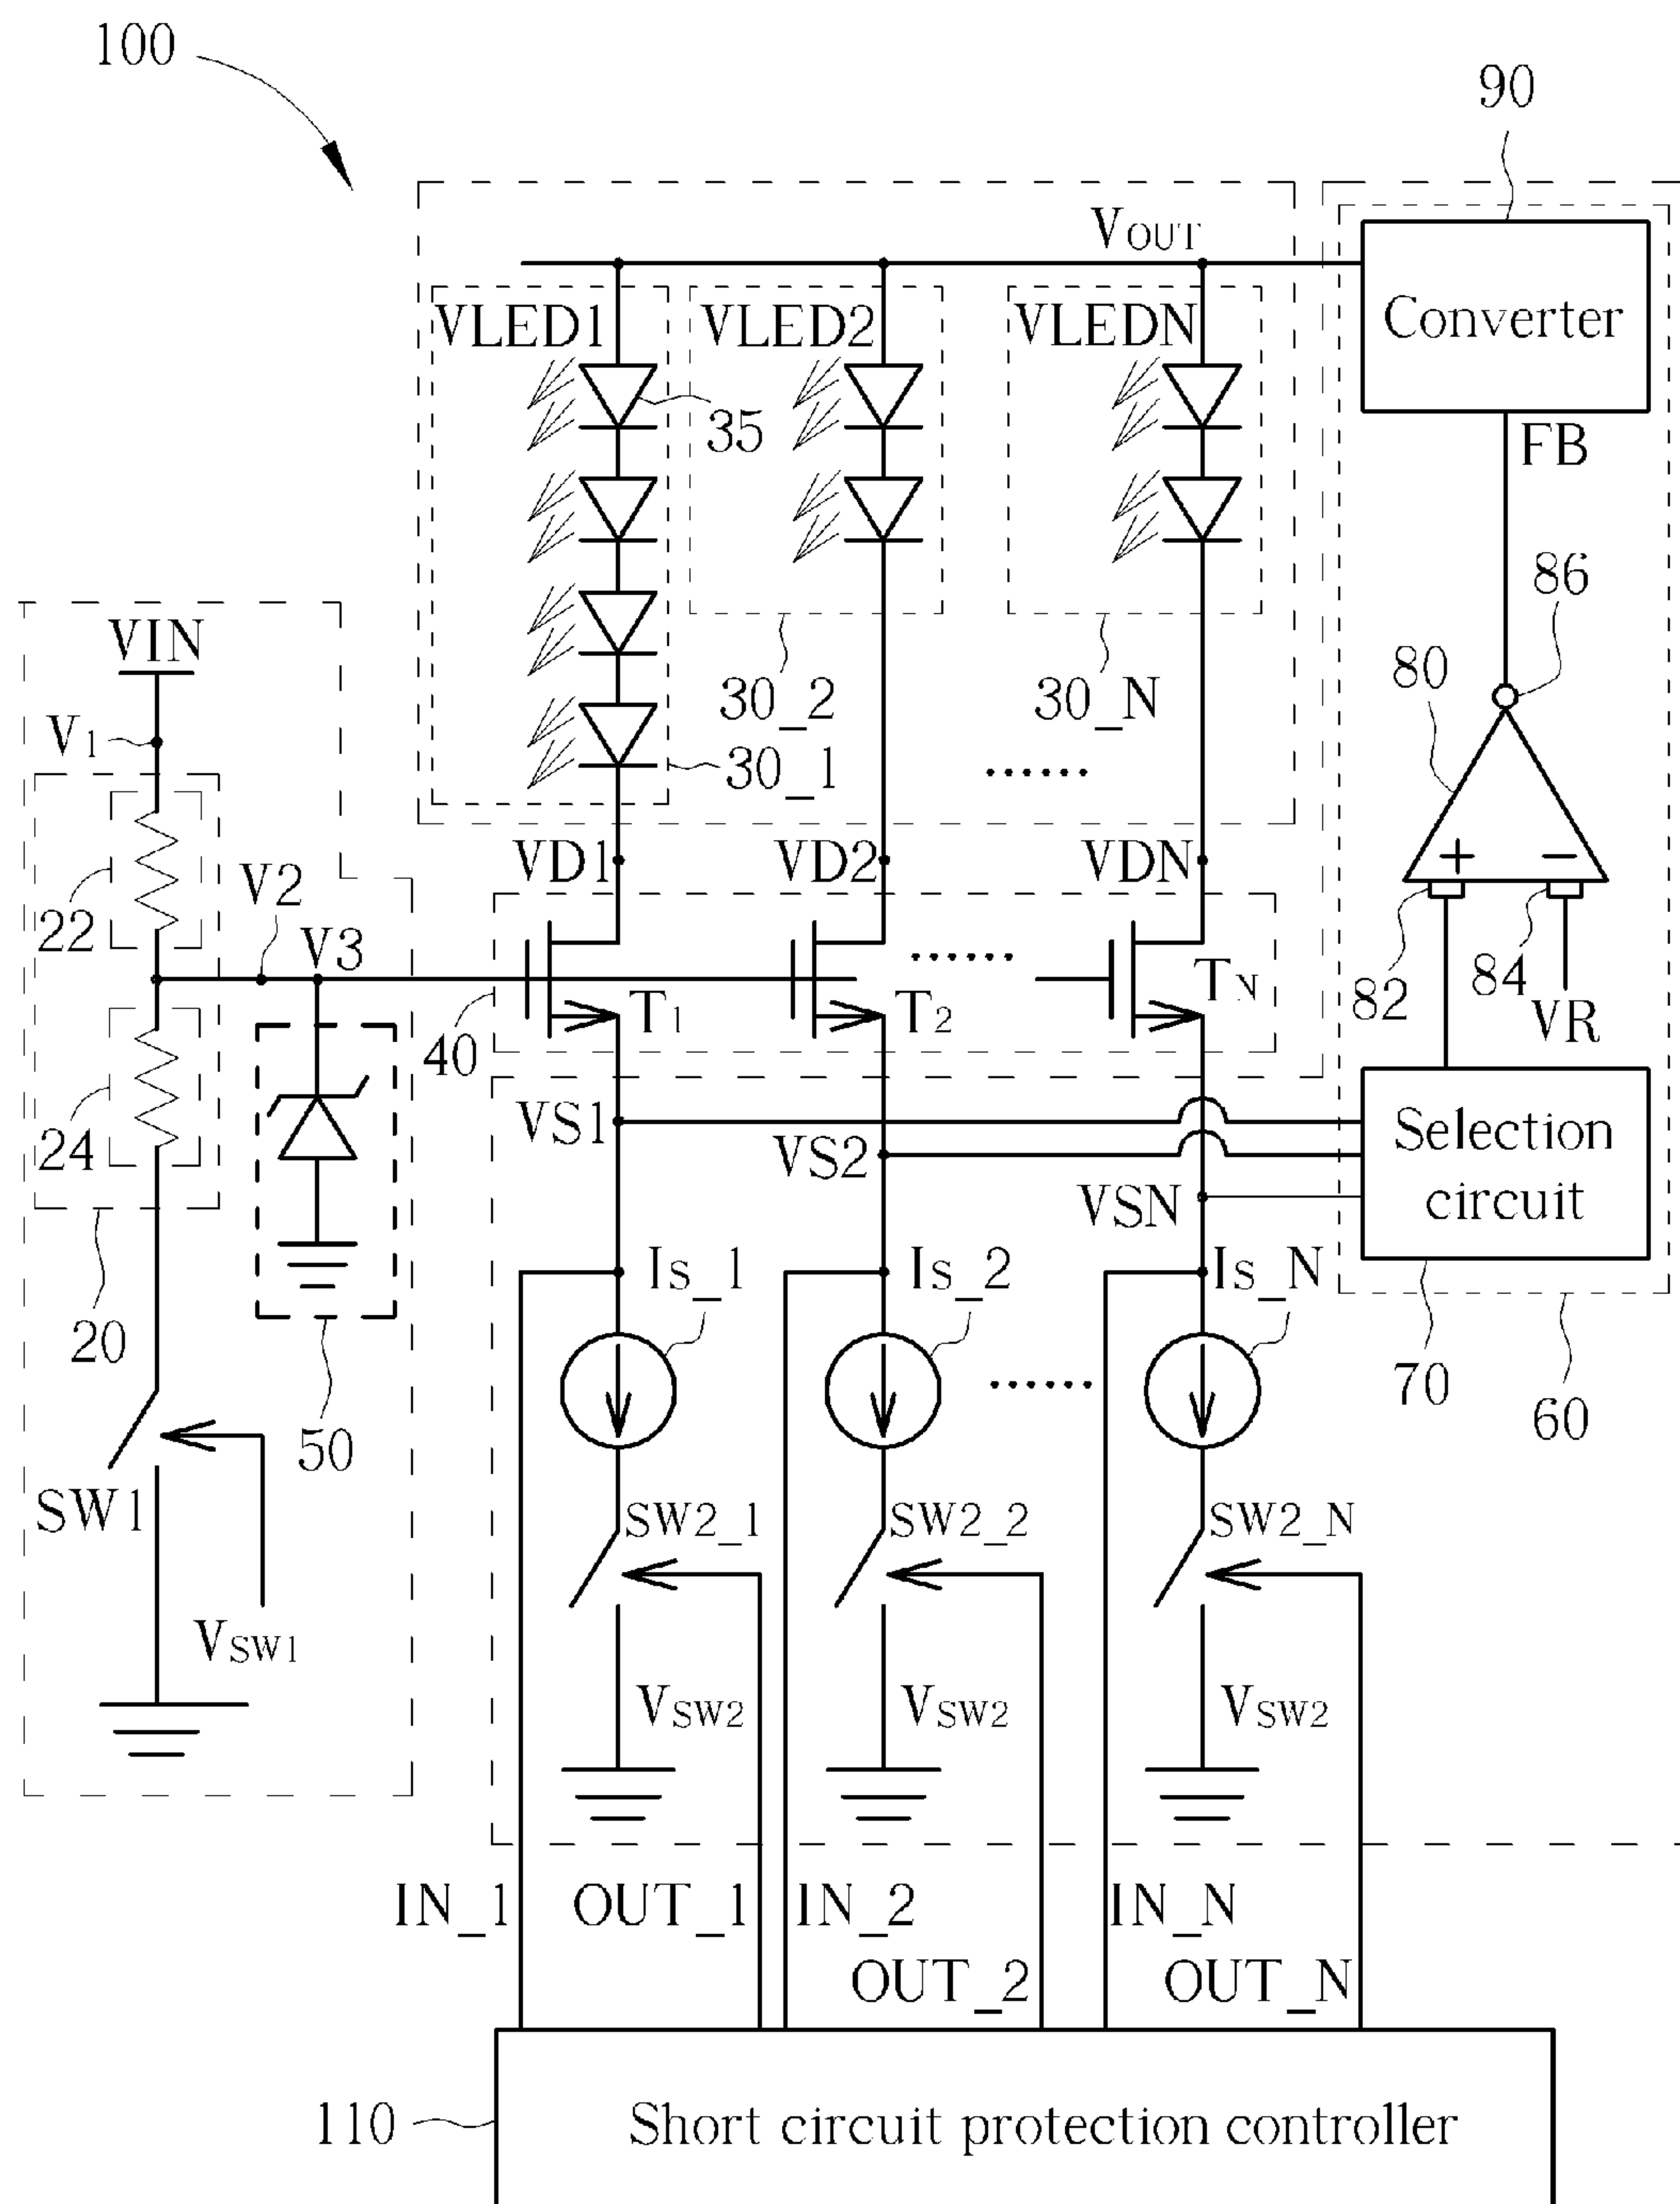 100
90
VOUT
VLED1
VLED2
VLEDN
Converter
35
FB
86
VIN
80
30_2
30_N
V1
30_1
VD1
VD2
VDN
+
−
V2
22
V3
......
......
T1
T2
TN
82
84
VR
40
24
VS1
VS2
VSN
Selection
circuit
Is_1
Is_2
Is_N
20
70
60
50
......
SW1
SW2_1
SW2_2
SW2_N
VSW1
VSW2
VSW2
VSW2
IN_1
OUT_1
IN_2
IN_N
OUT_2
OUT_N
110
Short circuit protection controller